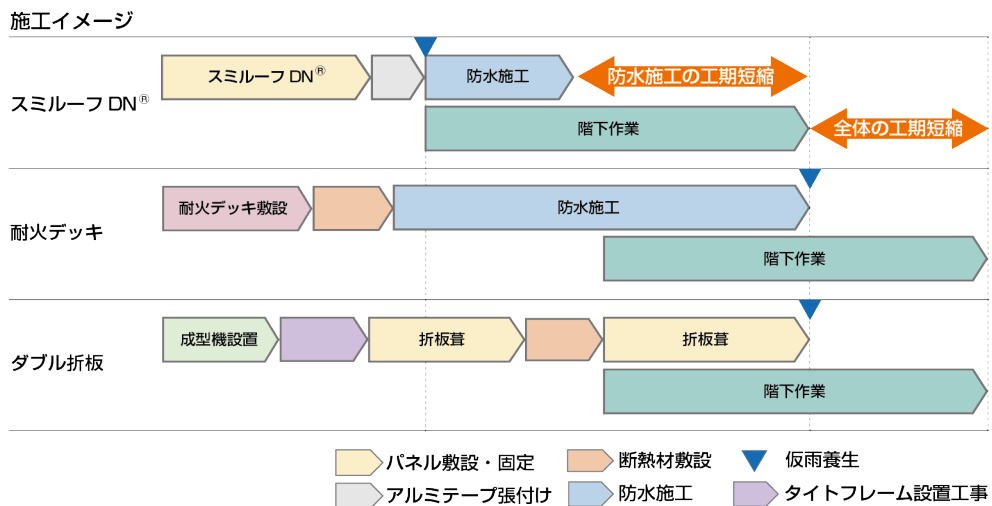 施工イメージ
スミルーフ DN®
スミルーフ DN®
防水施工
防水施工の工期短縮
階下作業
全体の工期短縮
耐火デッキ
耐火デッキ敷設
防水施工
階下作業
ダブル折板
成型機設置
折板葺
折板葺
階下作業
パネル敷設・固定
断熱材敷設
仮雨養生
アルミテープ張付け
防水施工
タイトフレーム設置工事